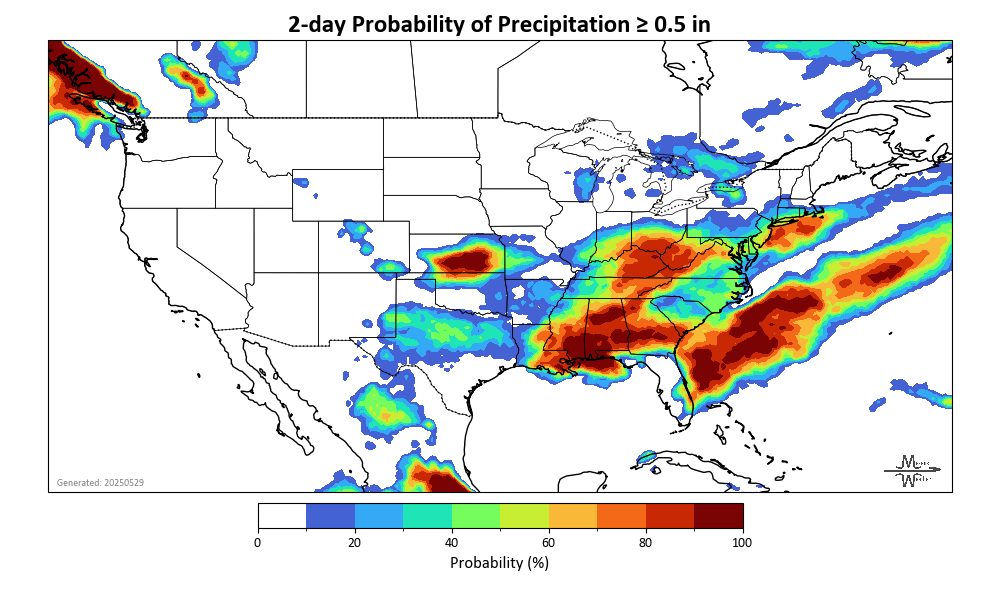 2-day Probability of Precipitation ≥ 0.5 in
Generated: 20250529
0 20 40 60 80 100
Probability (%)